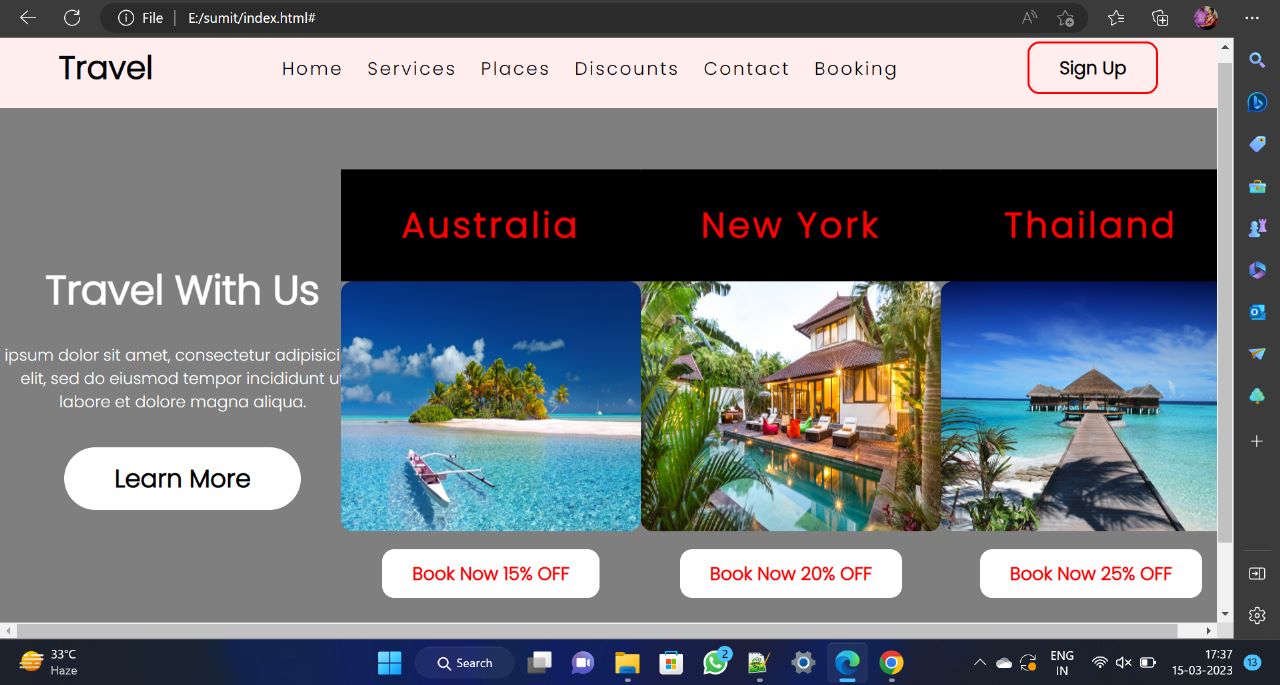 File
E:/sumit/index.html#
Travel
Home Services Places Discounts Contact Booking
Sign Up
Australia New York Thailand
Travel With Us
ipsum dolor sit amet, consectetur adipisici
elit, sed do eiusmod tempor incididunt ut
labore et dolore magna aliqua.
Learn More
Book Now 15% OFF Book Now 20% OFF Book Now 25% OFF
33°C
Haze
Search
2
ENG
IN
17:37
15-03-2023
13